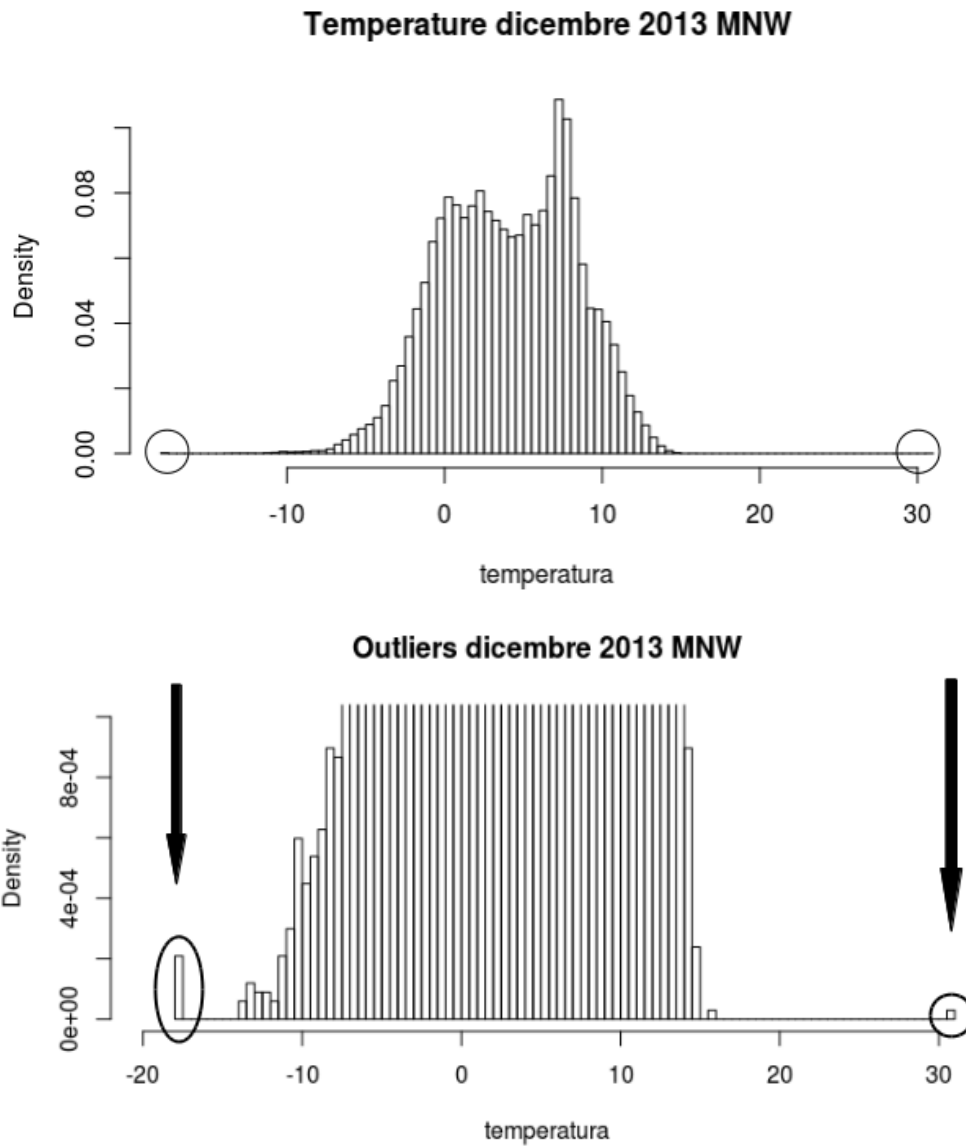 Temperature dicembre 2013 MNW
Density
0.00
0.04
0.08
-10
0
10
20
30
temperatura
Outliers dicembre 2013 MNW
Density
0e+00
4e-04
8e-04
-20
-10
0
10
20
30
temperatura